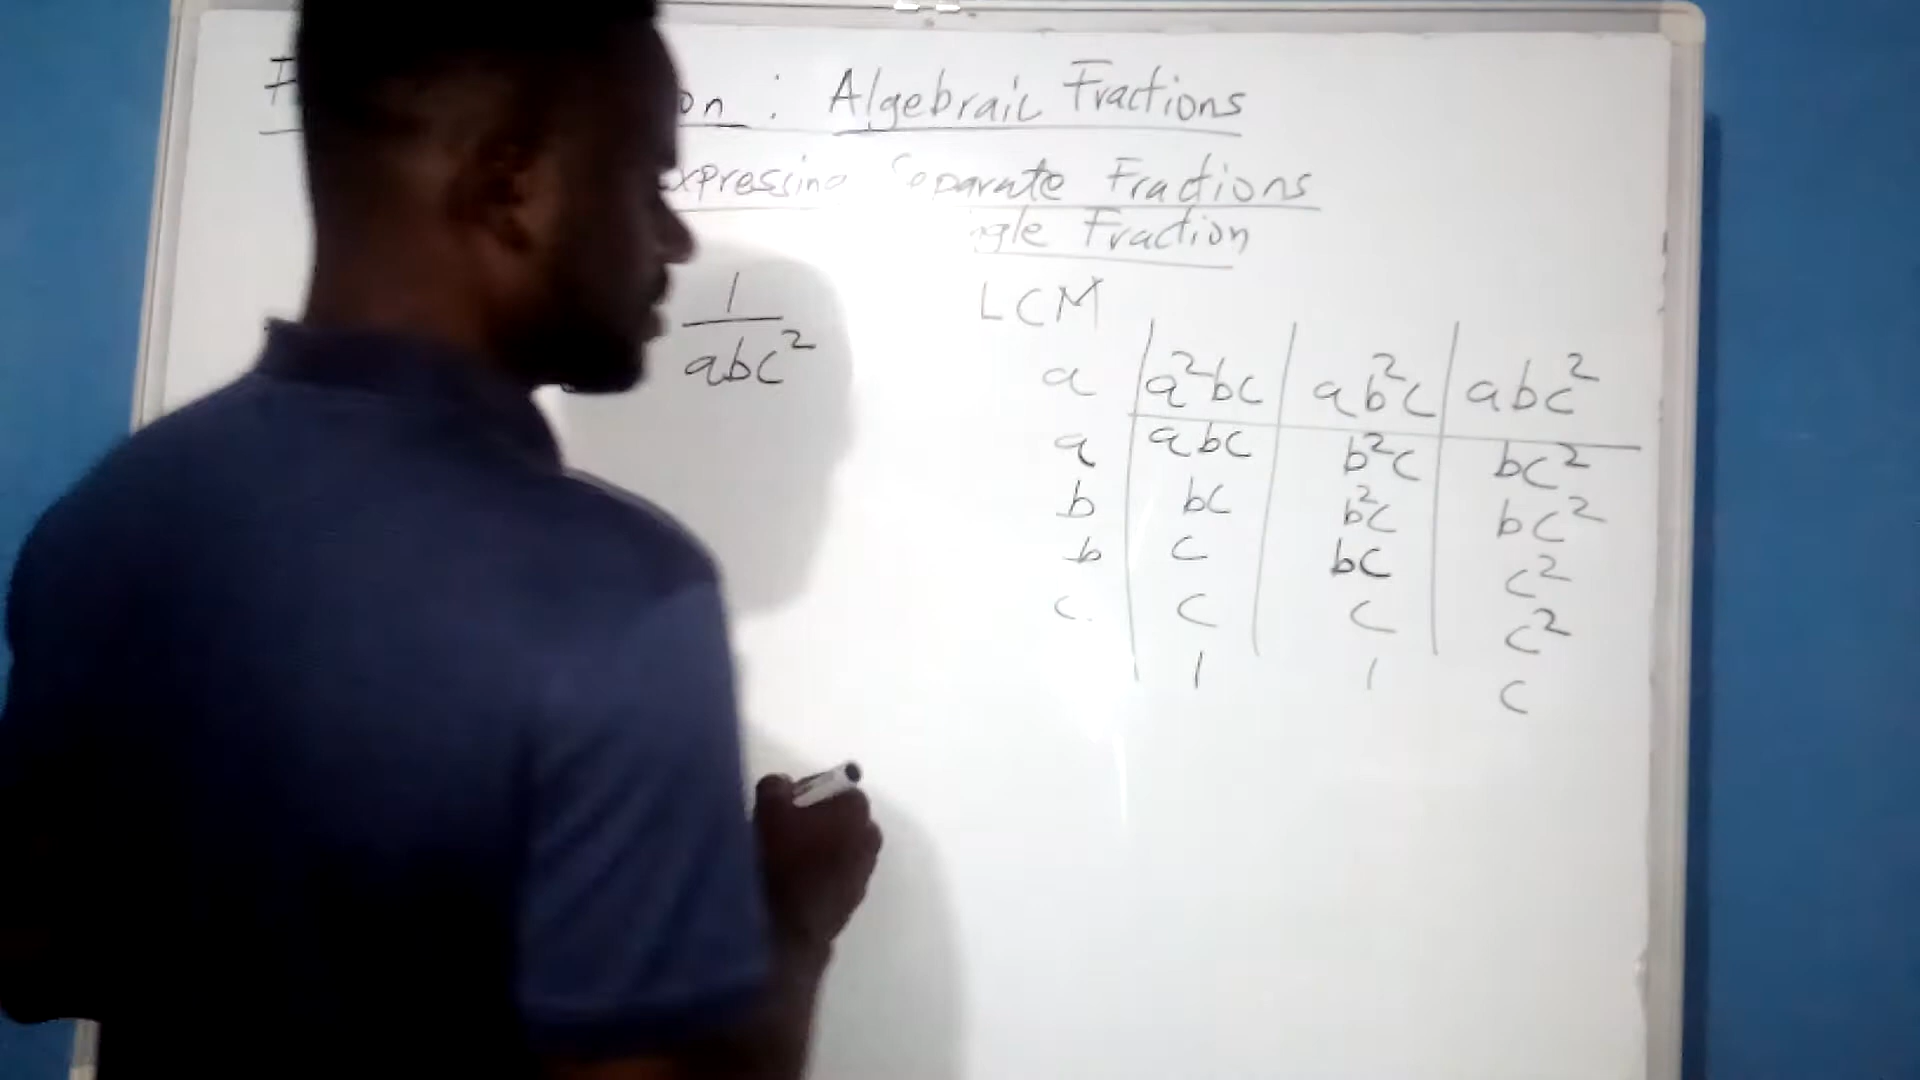 on : Algebraic Fractions
xpressing Separate Fractions
ngle Fraction
1
abc²
LCM
a | a²bc | ab²c | abc²
a | abc | b²c | bc²
b | bc | b²c | bc²
b | c | bc | c²
c | c | c | c²
1 | 1 | c